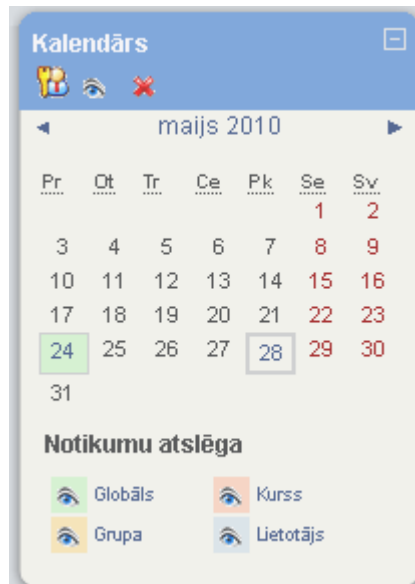 Kalendārs
maijs 2010
Pr Ot Tr Ce Pk Se Sv
1 2
3 4 5 6 7 8 9
10 11 12 13 14 15 16
17 18 19 20 21 22 23
24 25 26 27 28 29 30
31
Notikumu atslēga
Globāls Kurss
Grupa Lietotājs